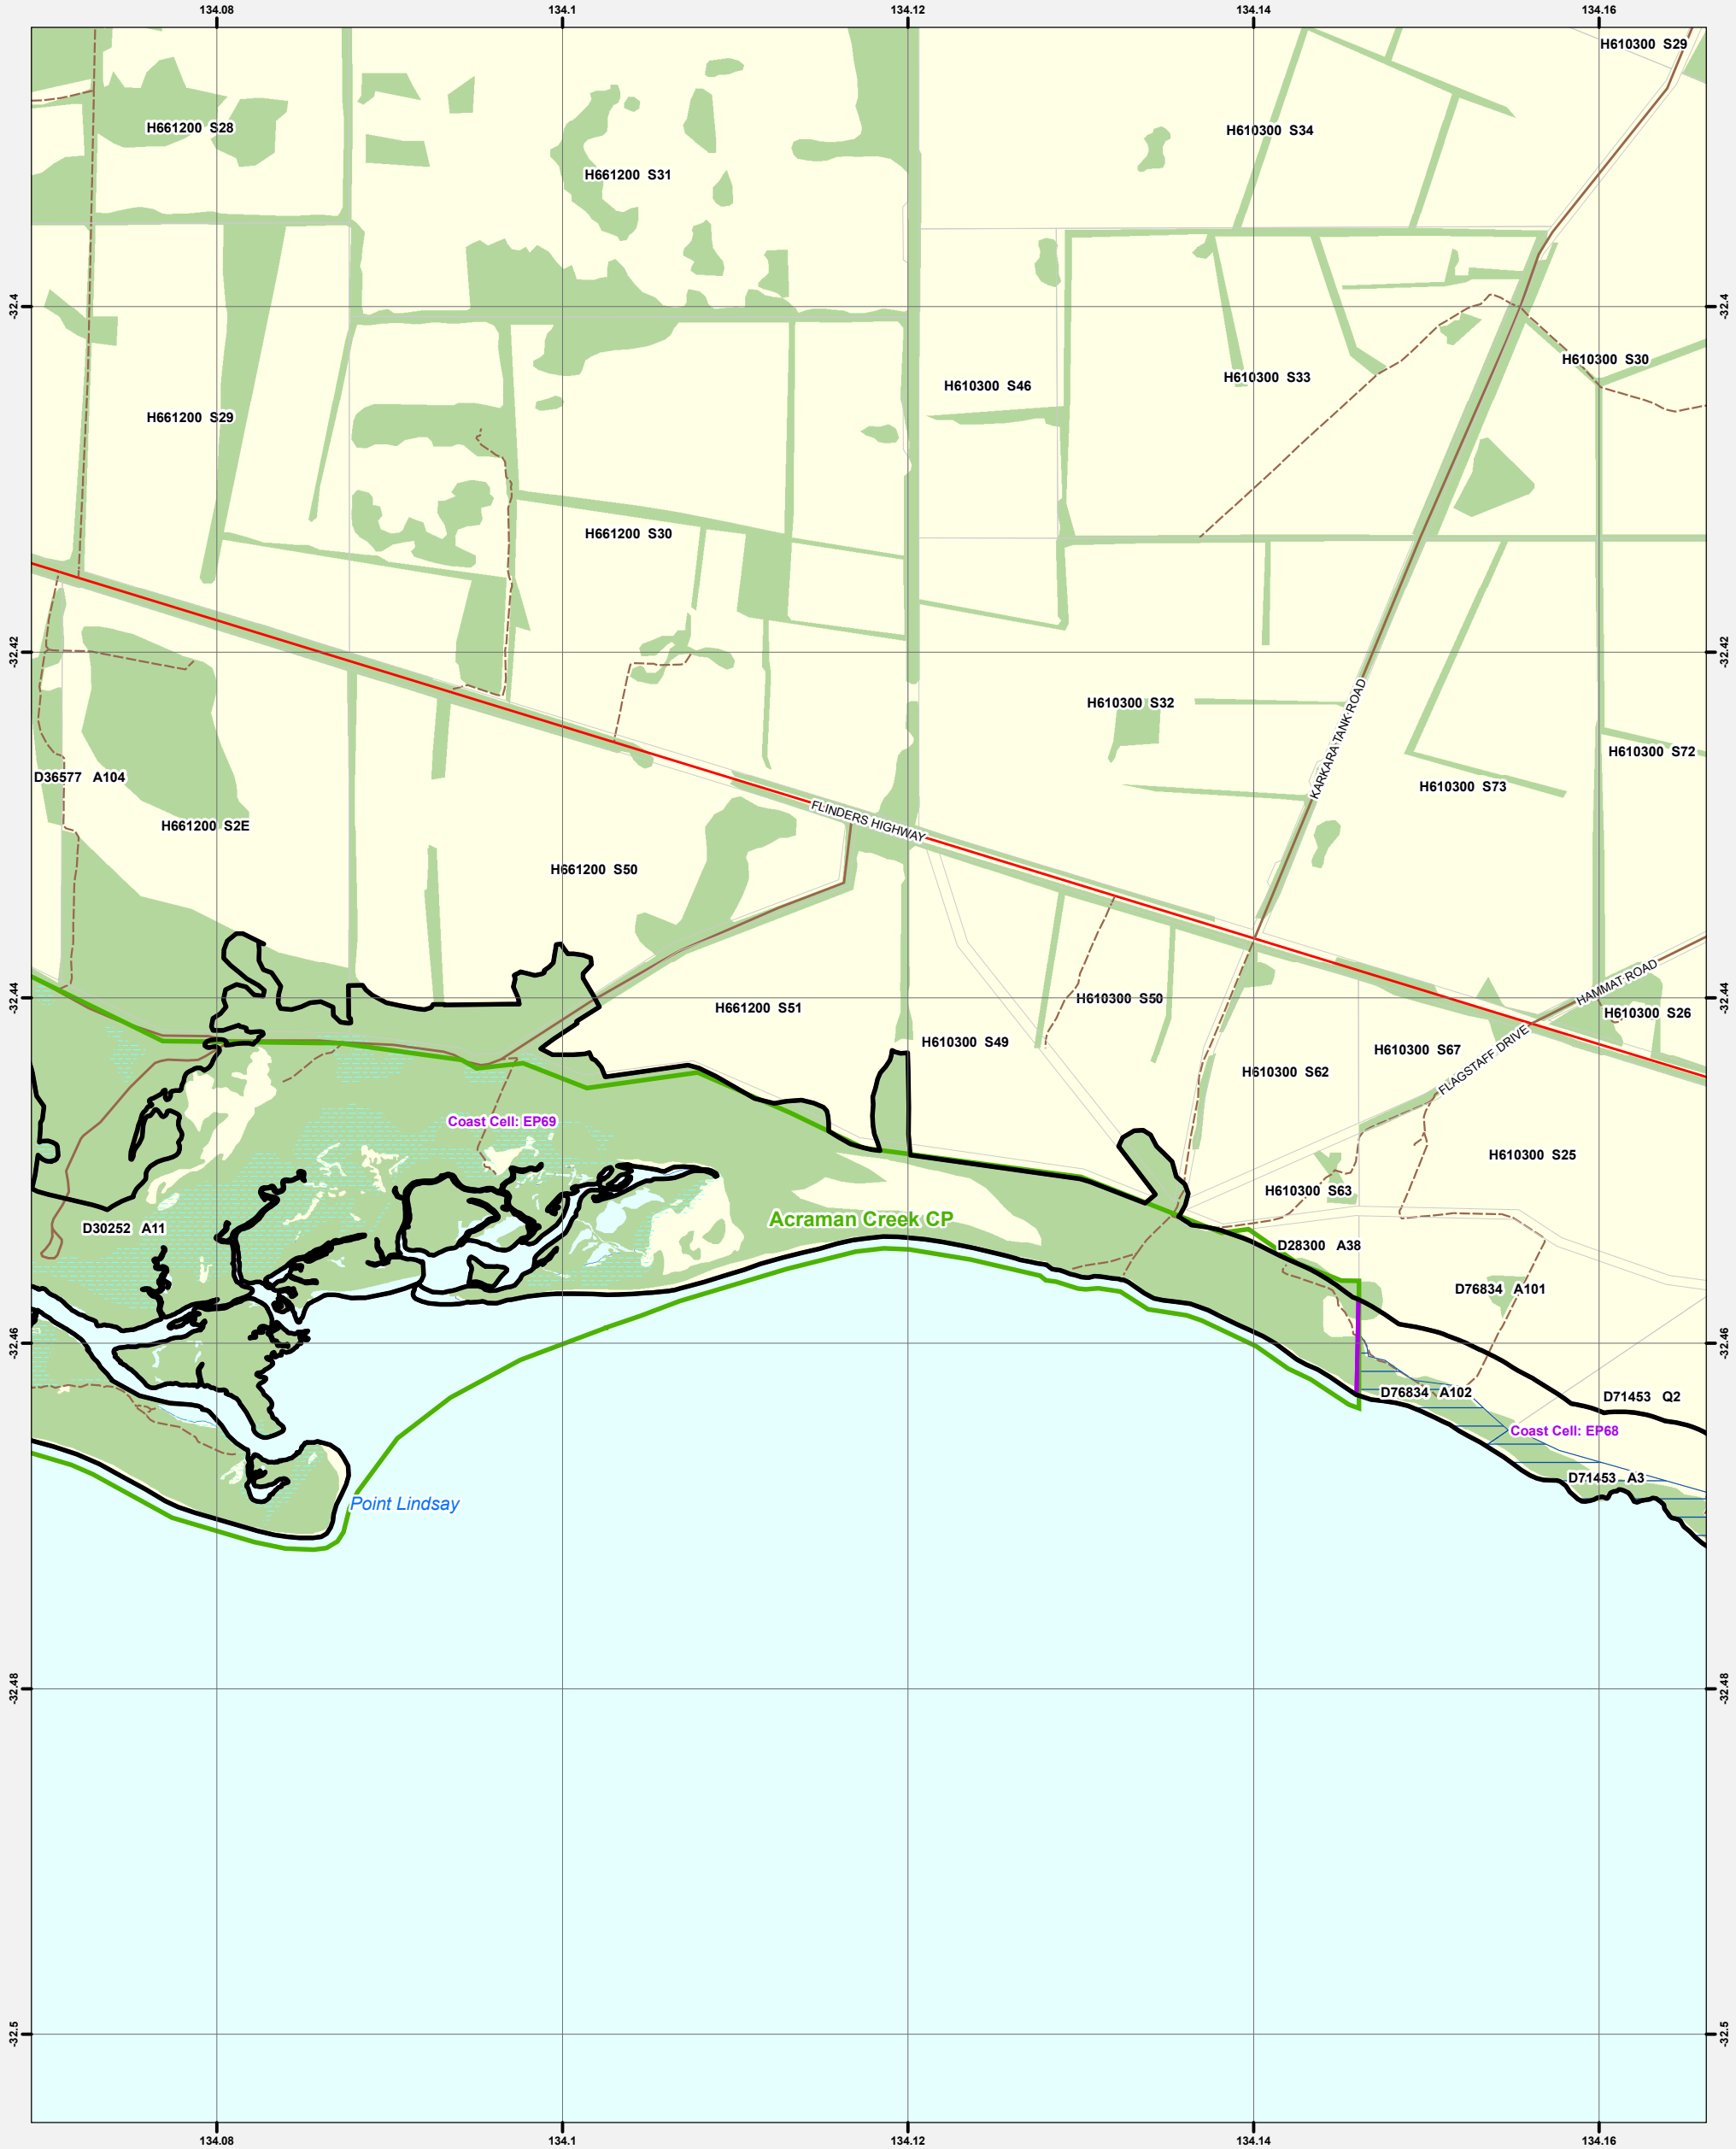 134.08 134.1 134.12 134.14 134.16
H610300 S29
H661200 S28
H610300 S34
H661200 S31
-32.4 -32.4
H610300 S30
H610300 S33
H610300 S46
H661200 S29
H661200 S30
-32.42 -32.42
H610300 S32
KARKARA TANK ROAD
H610300 S72
D36577 A104
H610300 S73
FLINDERS HIGHWAY
H661200 S2E
H661200 S50
HAMMAT ROAD
-32.44 -32.44
H610300 S50
H661200 S51
H610300 S26
H610300 S49
H610300 S67
FLAGSTAFF DRIVE
H610300 S62
Coast Cell: EP69
H610300 S25
H610300 S63
Acraman Creek CP
D30252 A11
D28300 A38
D76834 A101
-32.46 -32.46
D76834 A102
D71453 Q2
Coast Cell: EP68
D71453 A3
Point Lindsay
-32.48 -32.48
-32.5 -32.5
134.08 134.1 134.12 134.14 134.16